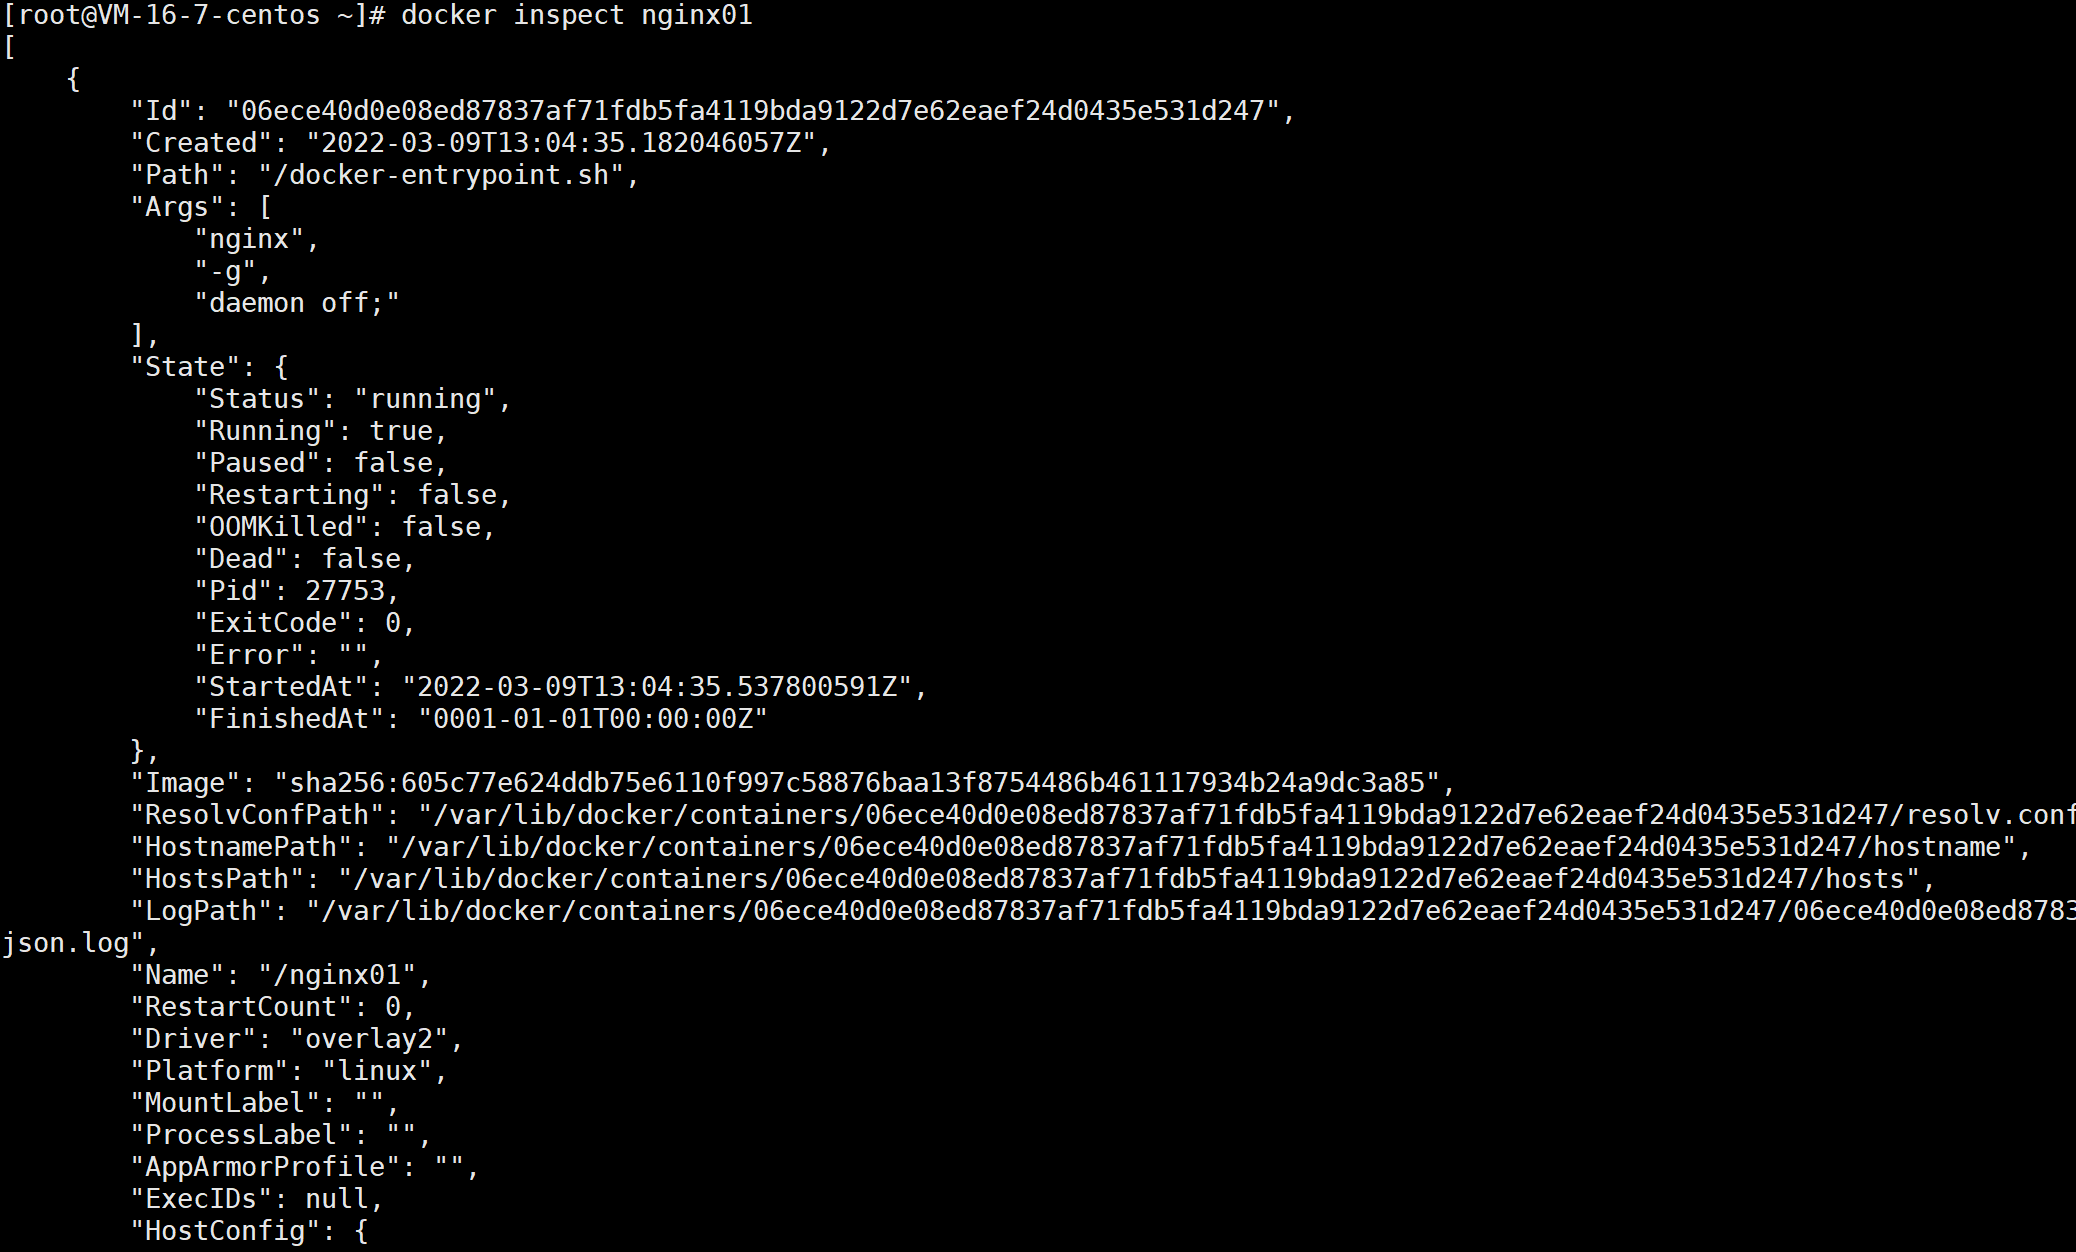 [root@VM-16-7-centos ~]# docker inspect nginx01
[
    {
        "Id": "06ece40d0e08ed87837af71fdb5fa4119bda9122d7e62eaef24d0435e531d247",
        "Created": "2022-03-09T13:04:35.182046057Z",
        "Path": "/docker-entrypoint.sh",
        "Args": [
            "nginx",
            "-g",
            "daemon off;"
        ],
        "State": {
            "Status": "running",
            "Running": true,
            "Paused": false,
            "Restarting": false,
            "OOMKilled": false,
            "Dead": false,
            "Pid": 27753,
            "ExitCode": 0,
            "Error": "",
            "StartedAt": "2022-03-09T13:04:35.537800591Z",
            "FinishedAt": "0001-01-01T00:00:00Z"
        },
        "Image": "sha256:605c77e624ddb75e6110f997c58876baa13f8754486b461117934b24a9dc3a85",
        "ResolvConfPath": "/var/lib/docker/containers/06ece40d0e08ed87837af71fdb5fa4119bda9122d7e62eaef24d0435e531d247/resolv.conf
        "HostnamePath": "/var/lib/docker/containers/06ece40d0e08ed87837af71fdb5fa4119bda9122d7e62eaef24d0435e531d247/hostname",
        "HostsPath": "/var/lib/docker/containers/06ece40d0e08ed87837af71fdb5fa4119bda9122d7e62eaef24d0435e531d247/hosts",
        "LogPath": "/var/lib/docker/containers/06ece40d0e08ed87837af71fdb5fa4119bda9122d7e62eaef24d0435e531d247/06ece40d0e08ed8783
json.log",
        "Name": "/nginx01",
        "RestartCount": 0,
        "Driver": "overlay2",
        "Platform": "linux",
        "MountLabel": "",
        "ProcessLabel": "",
        "AppArmorProfile": "",
        "ExecIDs": null,
        "HostConfig": {